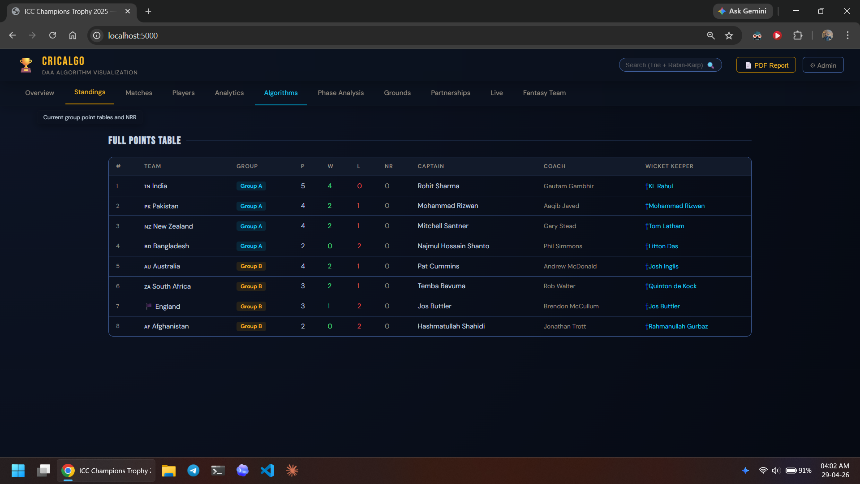 ICC Champions Trophy 2025 —
Ask Gemini
localhost:5000
CRICALGO
DAA ALGORITHM VISUALIZATION
Search (Trie + Rabin-Karp)
PDF Report
Admin
Overview Standings Matches Players Analytics Algorithms Phase Analysis Grounds Partnerships Live Fantasy Team
Current group point tables and NRR
FULL POINTS TABLE
# TEAM GROUP P W L NR CAPTAIN COACH WICKET KEEPER
1 IN India Group A 5 4 0 0 Rohit Sharma Gautam Gambhir †KL Rahul
2 PK Pakistan Group A 4 2 1 0 Mohammad Rizwan Aaqib Javed †Mohammad Rizwan
3 NZ New Zealand Group A 4 2 1 0 Mitchell Santner Gary Stead †Tom Latham
4 BD Bangladesh Group A 2 0 2 0 Najmul Hossain Shanto Phil Simmons †Litton Das
5 AU Australia Group B 4 2 1 0 Pat Cummins Andrew McDonald †Josh Inglis
6 ZA South Africa Group B 3 2 1 0 Temba Bavuma Rob Walter †Quinton de Kock
7 England Group B 3 1 2 0 Jos Buttler Brendon McCullum †Jos Buttler
8 AF Afghanistan Group B 2 0 2 0 Hashmatullah Shahidi Jonathan Trott †Rahmanullah Gurbaz
ICC Champions Trophy 2
91%
04:02 AM
29-04-26